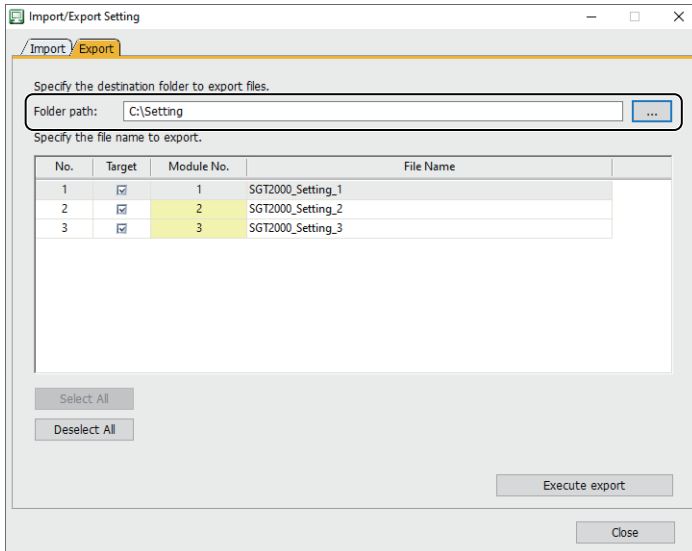 Import/Export Setting
Import Export
Specify the destination folder to export files.
Folder path: C:\Setting ...
Specify the file name to export.
No. Target Module No. File Name
1 1 SGT2000_Setting_1
2 2 SGT2000_Setting_2
3 3 SGT2000_Setting_3
Select All
Deselect All
Execute export
Close